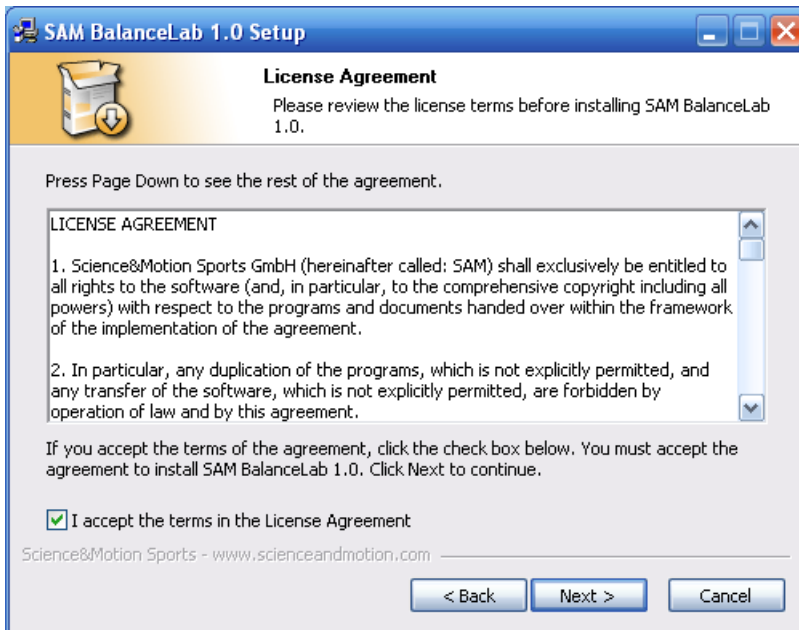 SAM BalanceLab 1.0 Setup
License Agreement
Please review the license terms before installing SAM BalanceLab
1.0.
Press Page Down to see the rest of the agreement.
LICENSE AGREEMENT
1. Science&Motion Sports GmbH (hereinafter called: SAM) shall exclusively be entitled to
all rights to the software (and, in particular, to the comprehensive copyright including all
powers) with respect to the programs and documents handed over within the framework
of the implementation of the agreement.
2. In particular, any duplication of the programs, which is not explicitly permitted, and
any transfer of the software, which is not explicitly permitted, are forbidden by
operation of law and by this agreement.
If you accept the terms of the agreement, click the check box below. You must accept the
agreement to install SAM BalanceLab 1.0. Click Next to continue.
I accept the terms in the License Agreement
Science&Motion Sports - www.scienceandmotion.com
< Back Next > Cancel